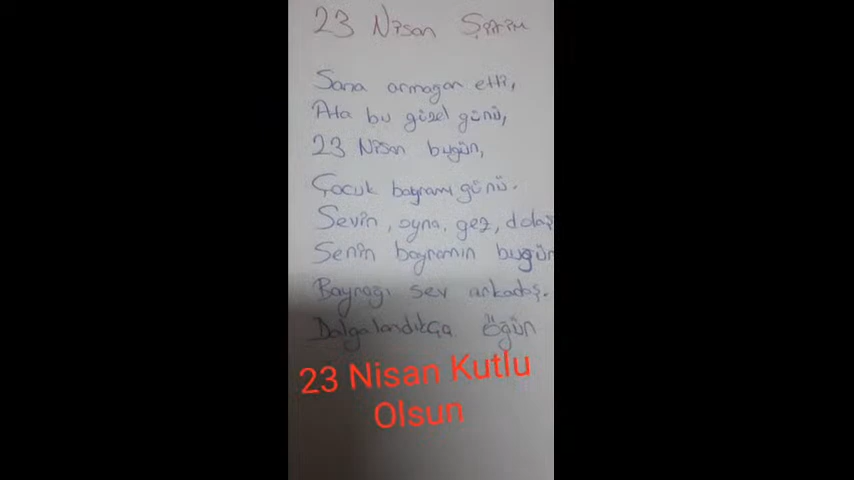 23 Nisan Şiirim
Sana armağan etti,
Ata bu güzel günü,
23 Nisan bugün,
Çocuk bayramı günü.
Sevin, oyna, gez, dolaş
Senin bayramın bugün
Bayrağı sev arkadaş.
Dalgalandıkça öğün
23 Nisan Kutlu
Olsun